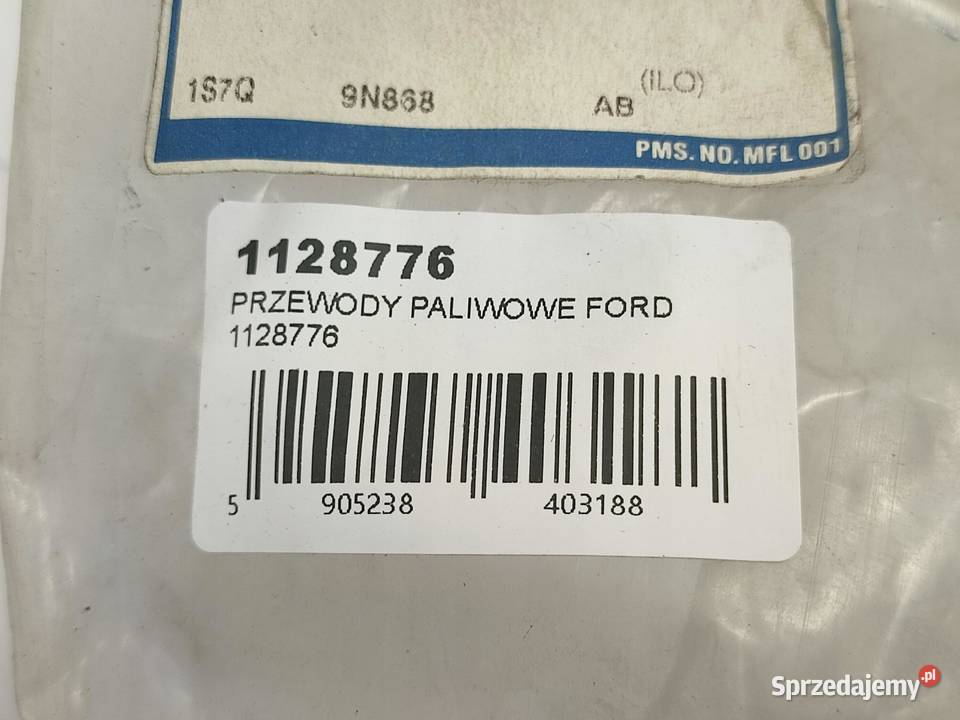 1S7Q 9N868 AB (ILO)
PMS. NO. MFL 001
1128776
PRZEWODY PALIWOWE FORD
1128776
5 905238 403188
Sprzedajemy.pl